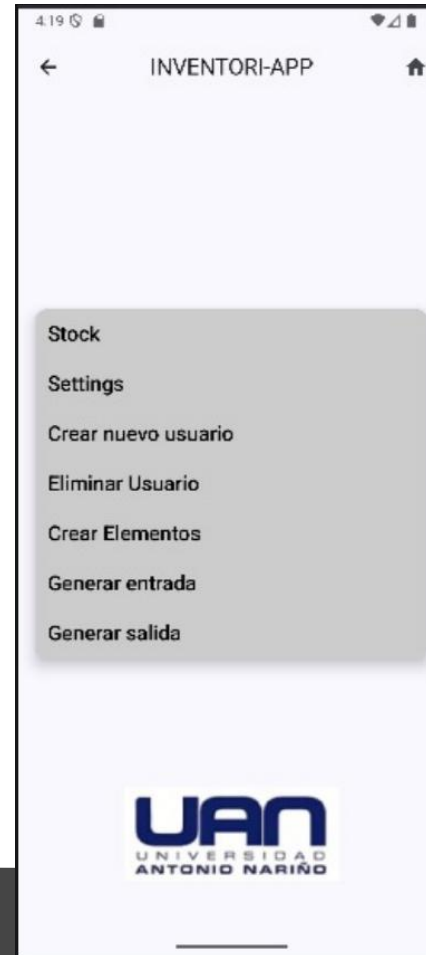 4:19
INVENTORI-APP
Stock
Settings
Crear nuevo usuario
Eliminar Usuario
Crear Elementos
Generar entrada
Generar salida
UAN
UNIVERSIDAD
ANTONIO NARIÑO